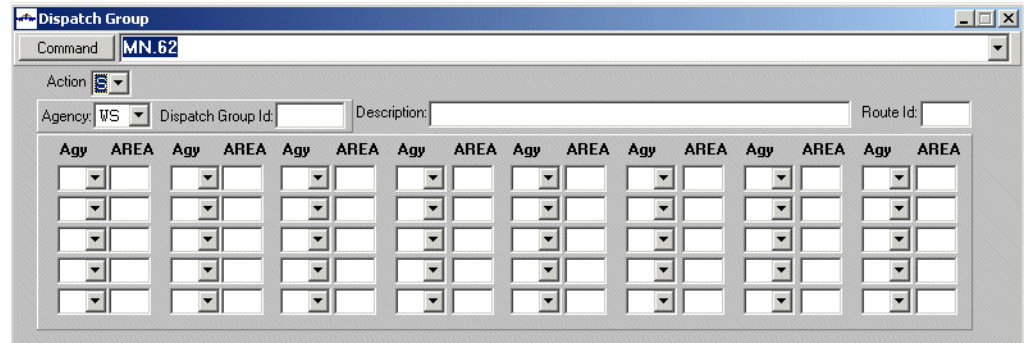 Dispatch Group
Command MN.62
Action S
Agency: WS Dispatch Group Id: Description: Route Id:
Agy AREA Agy AREA Agy AREA Agy AREA Agy AREA Agy AREA Agy AREA Agy AREA